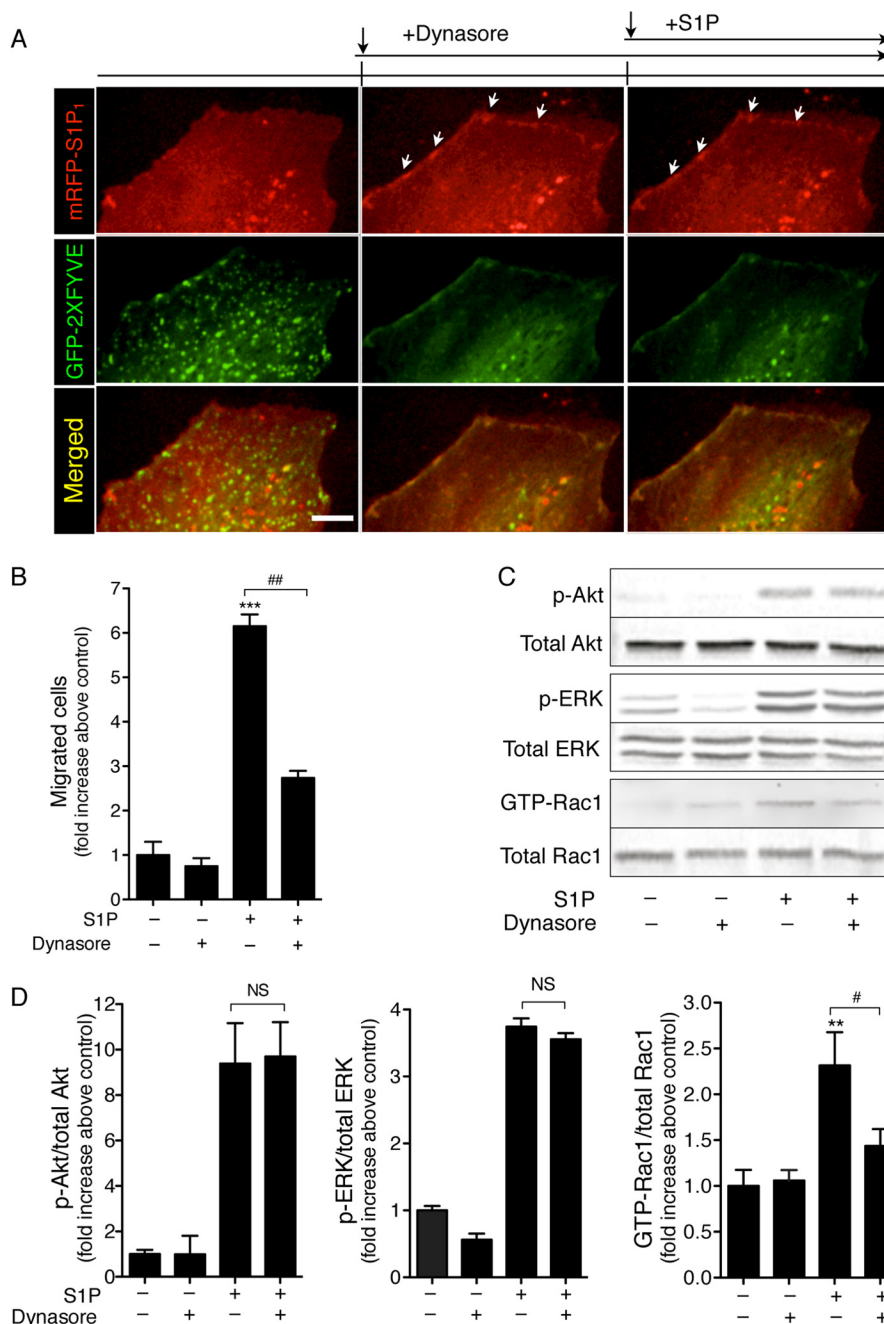 A
+Dynasore
+S1P
mRFP-S1P₁
GFP-2XFYVE
Merged
B
Migrated cells
(fold increase above control)
7
6
5
4
3
2
1
0
***
##
S1P − − + +
Dynasore − + − +
C
p-Akt
Total Akt
p-ERK
Total ERK
GTP-Rac1
Total Rac1
S1P − − + +
Dynasore − + − +
D
p-Akt/total Akt
(fold increase above control)
12
10
8
6
4
2
0
NS
S1P − − + +
Dynasore − + − +
p-ERK/total ERK
(fold increase above control)
4
3
2
1
0
NS
− − + +
− + − +
GTP-Rac1/total Rac1
(fold increase above control)
3.0
2.5
2.0
1.5
1.0
0.5
0.0
**
#
− − + +
− + − +